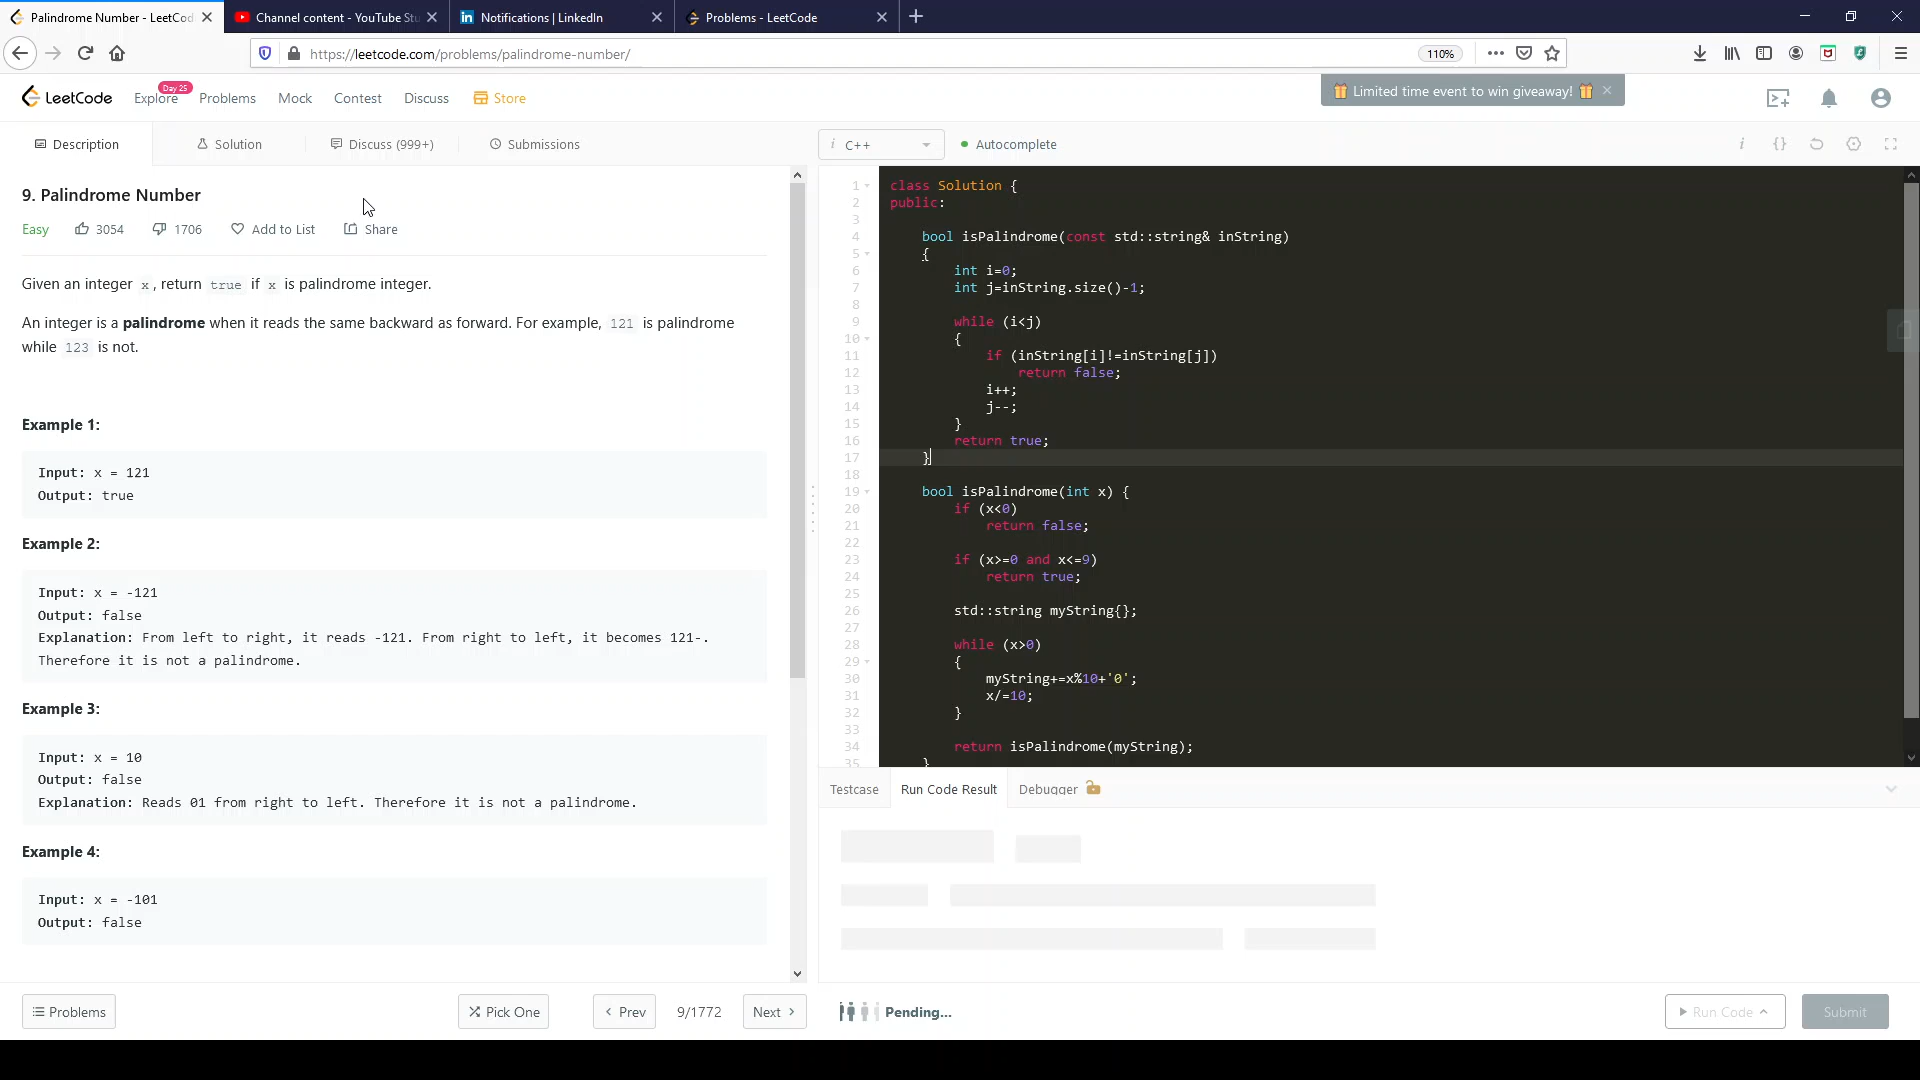 Palindrome Number - LeetCod
Channel content - YouTube Stu
Notifications | LinkedIn
Problems - LeetCode
https://leetcode.com/problems/palindrome-number/
110%
LeetCode
Explore
Day 25
Problems
Mock
Contest
Discuss
Store
Limited time event to win giveaway!
Description
Solution
Discuss (999+)
Submissions
9. Palindrome Number
Easy
3054
1706
Add to List
Share
Given an integer x, return true if x is palindrome integer.
An integer is a palindrome when it reads the same backward as forward. For example, 121 is palindrome
while 123 is not.
Example 1:
Input: x = 121
Output: true
Example 2:
Input: x = -121
Output: false
Explanation: From left to right, it reads -121. From right to left, it becomes 121-.
Therefore it is not a palindrome.
Example 3:
Input: x = 10
Output: false
Explanation: Reads 01 from right to left. Therefore it is not a palindrome.
Example 4:
Input: x = -101
Output: false
Problems
Pick One
Prev
9/1772
Next
i C++
Autocomplete
i {}
1 class Solution {
2 public:
3
4 bool isPalindrome(const std::string& inString)
5 {
6 int i=0;
7 int j=inString.size()-1;
8
9 while (i<j)
10 {
11 if (inString[i]!=inString[j])
12 return false;
13 i++;
14 j--;
15 }
16 return true;
17 }
18
19 bool isPalindrome(int x) {
20 if (x<0)
21 return false;
22
23 if (x>=0 and x<=9)
24 return true;
25
26 std::string myString{};
27
28 while (x>0)
29 {
30 myString+=x%10+'0';
31 x/=10;
32 }
33
34 return isPalindrome(myString);
35 }
Testcase
Run Code Result
Debugger
Pending...
Run Code
Submit